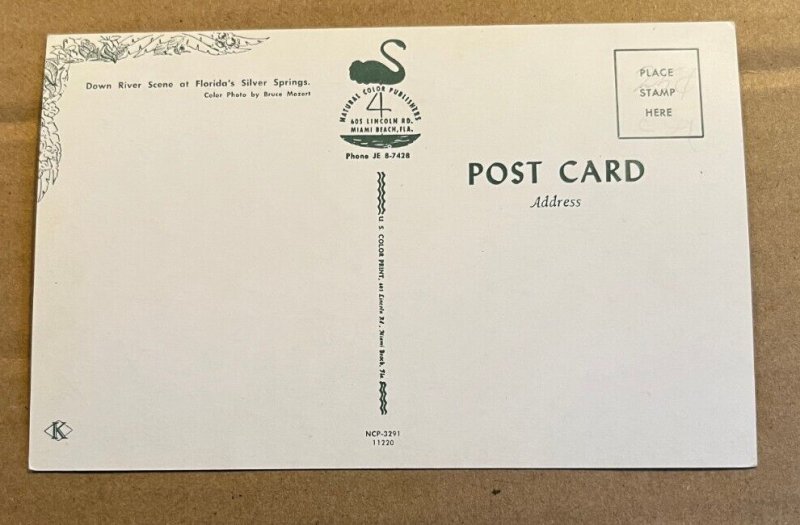 Down River Scene at Florida's Silver Springs.
Color Photo by Bruce Mozert
NATURAL COLOR PUBLISHERS
4
605 LINCOLN RD.
MIAMI BEACH, FLA.
Phone JE 8-7428
PLACE
STAMP
HERE
POST CARD
Address
U. S. COLOR PRINT, 605 Lincoln Rd., Miami Beach, Fla.
K
NCP-3291
11220